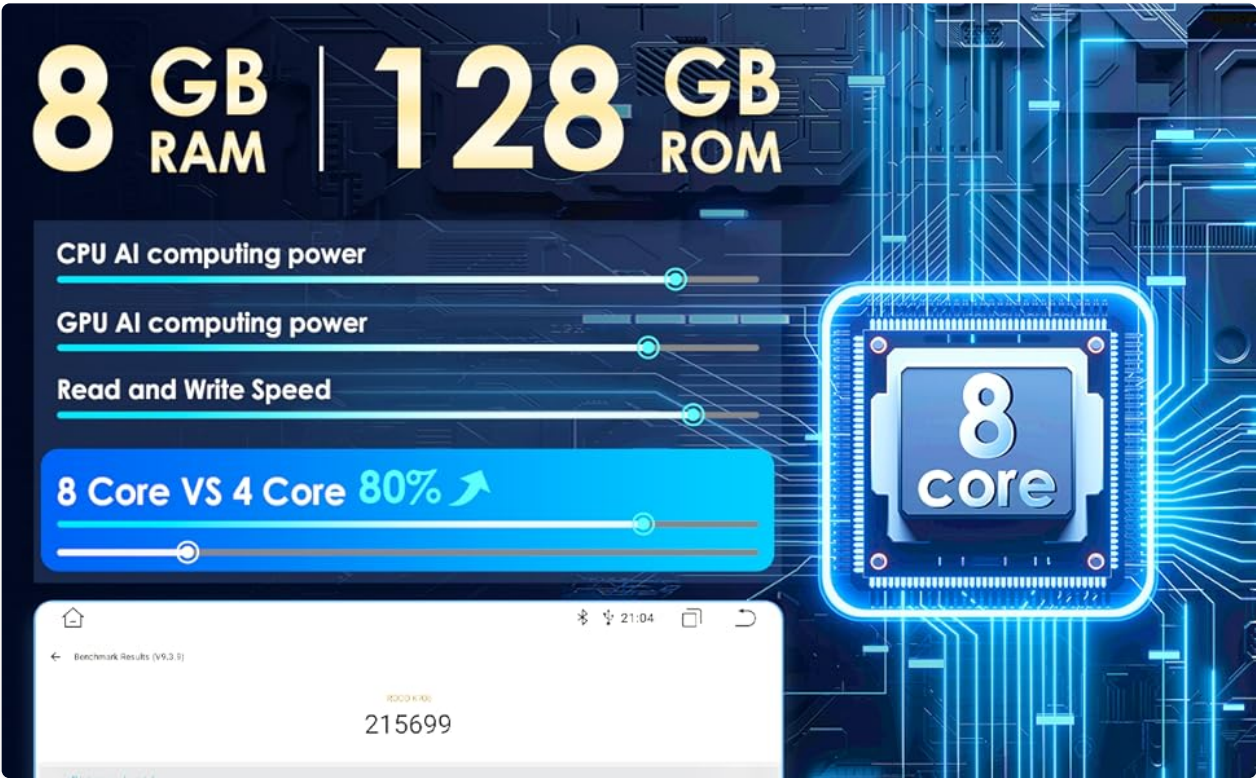 8 GB RAM | 128 GB ROM
CPU AI computing power
GPU AI computing power
Read and Write Speed
8 Core VS 4 Core 80%
8
core
21:04
Benchmark Results (V9.3.9)
215699